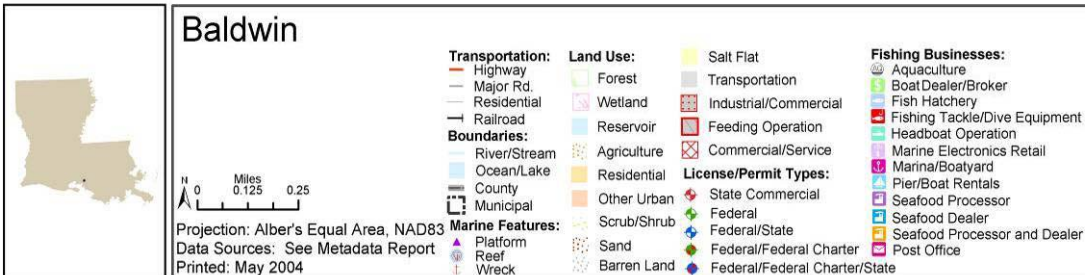 Baldwin
N
Miles
0 0.125 0.25
Projection: Alber's Equal Area, NAD83
Data Sources: See Metadata Report
Printed: May 2004
Transportation:
Highway
Major Rd.
Residential
Railroad
Boundaries:
River/Stream
Ocean/Lake
County
Municipal
Marine Features:
Platform
Reef
Wreck
Land Use:
Forest
Wetland
Reservoir
Agriculture
Residential
Other Urban
Scrub/Shrub
Sand
Barren Land
Salt Flat
Transportation
Industrial/Commercial
Feeding Operation
Commercial/Service
License/Permit Types:
State Commercial
Federal
Federal/State
Federal/Federal Charter
Federal/Federal Charter/State
Fishing Businesses:
Aquaculture
BoatDealer/Broker
Fish Hatchery
Fishing Tackle/Dive Equipment
Headboat Operation
Marine Electronics Retail
Marina/Boatyard
Pier/Boat Rentals
Seafood Processor
Seafood Dealer
Seafood Processor and Dealer
Post Office